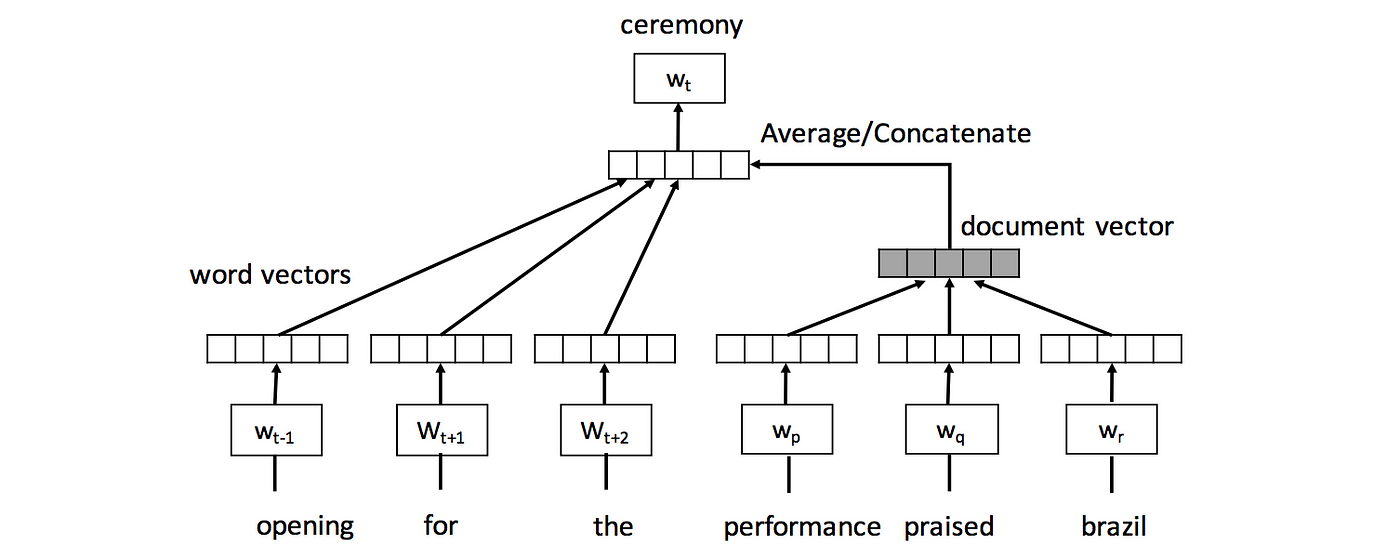 ceremony
wt
Average/Concatenate
document vector
word vectors
wt-1
Wt+1
Wt+2
wp
wq
wr
opening for the performance praised brazil